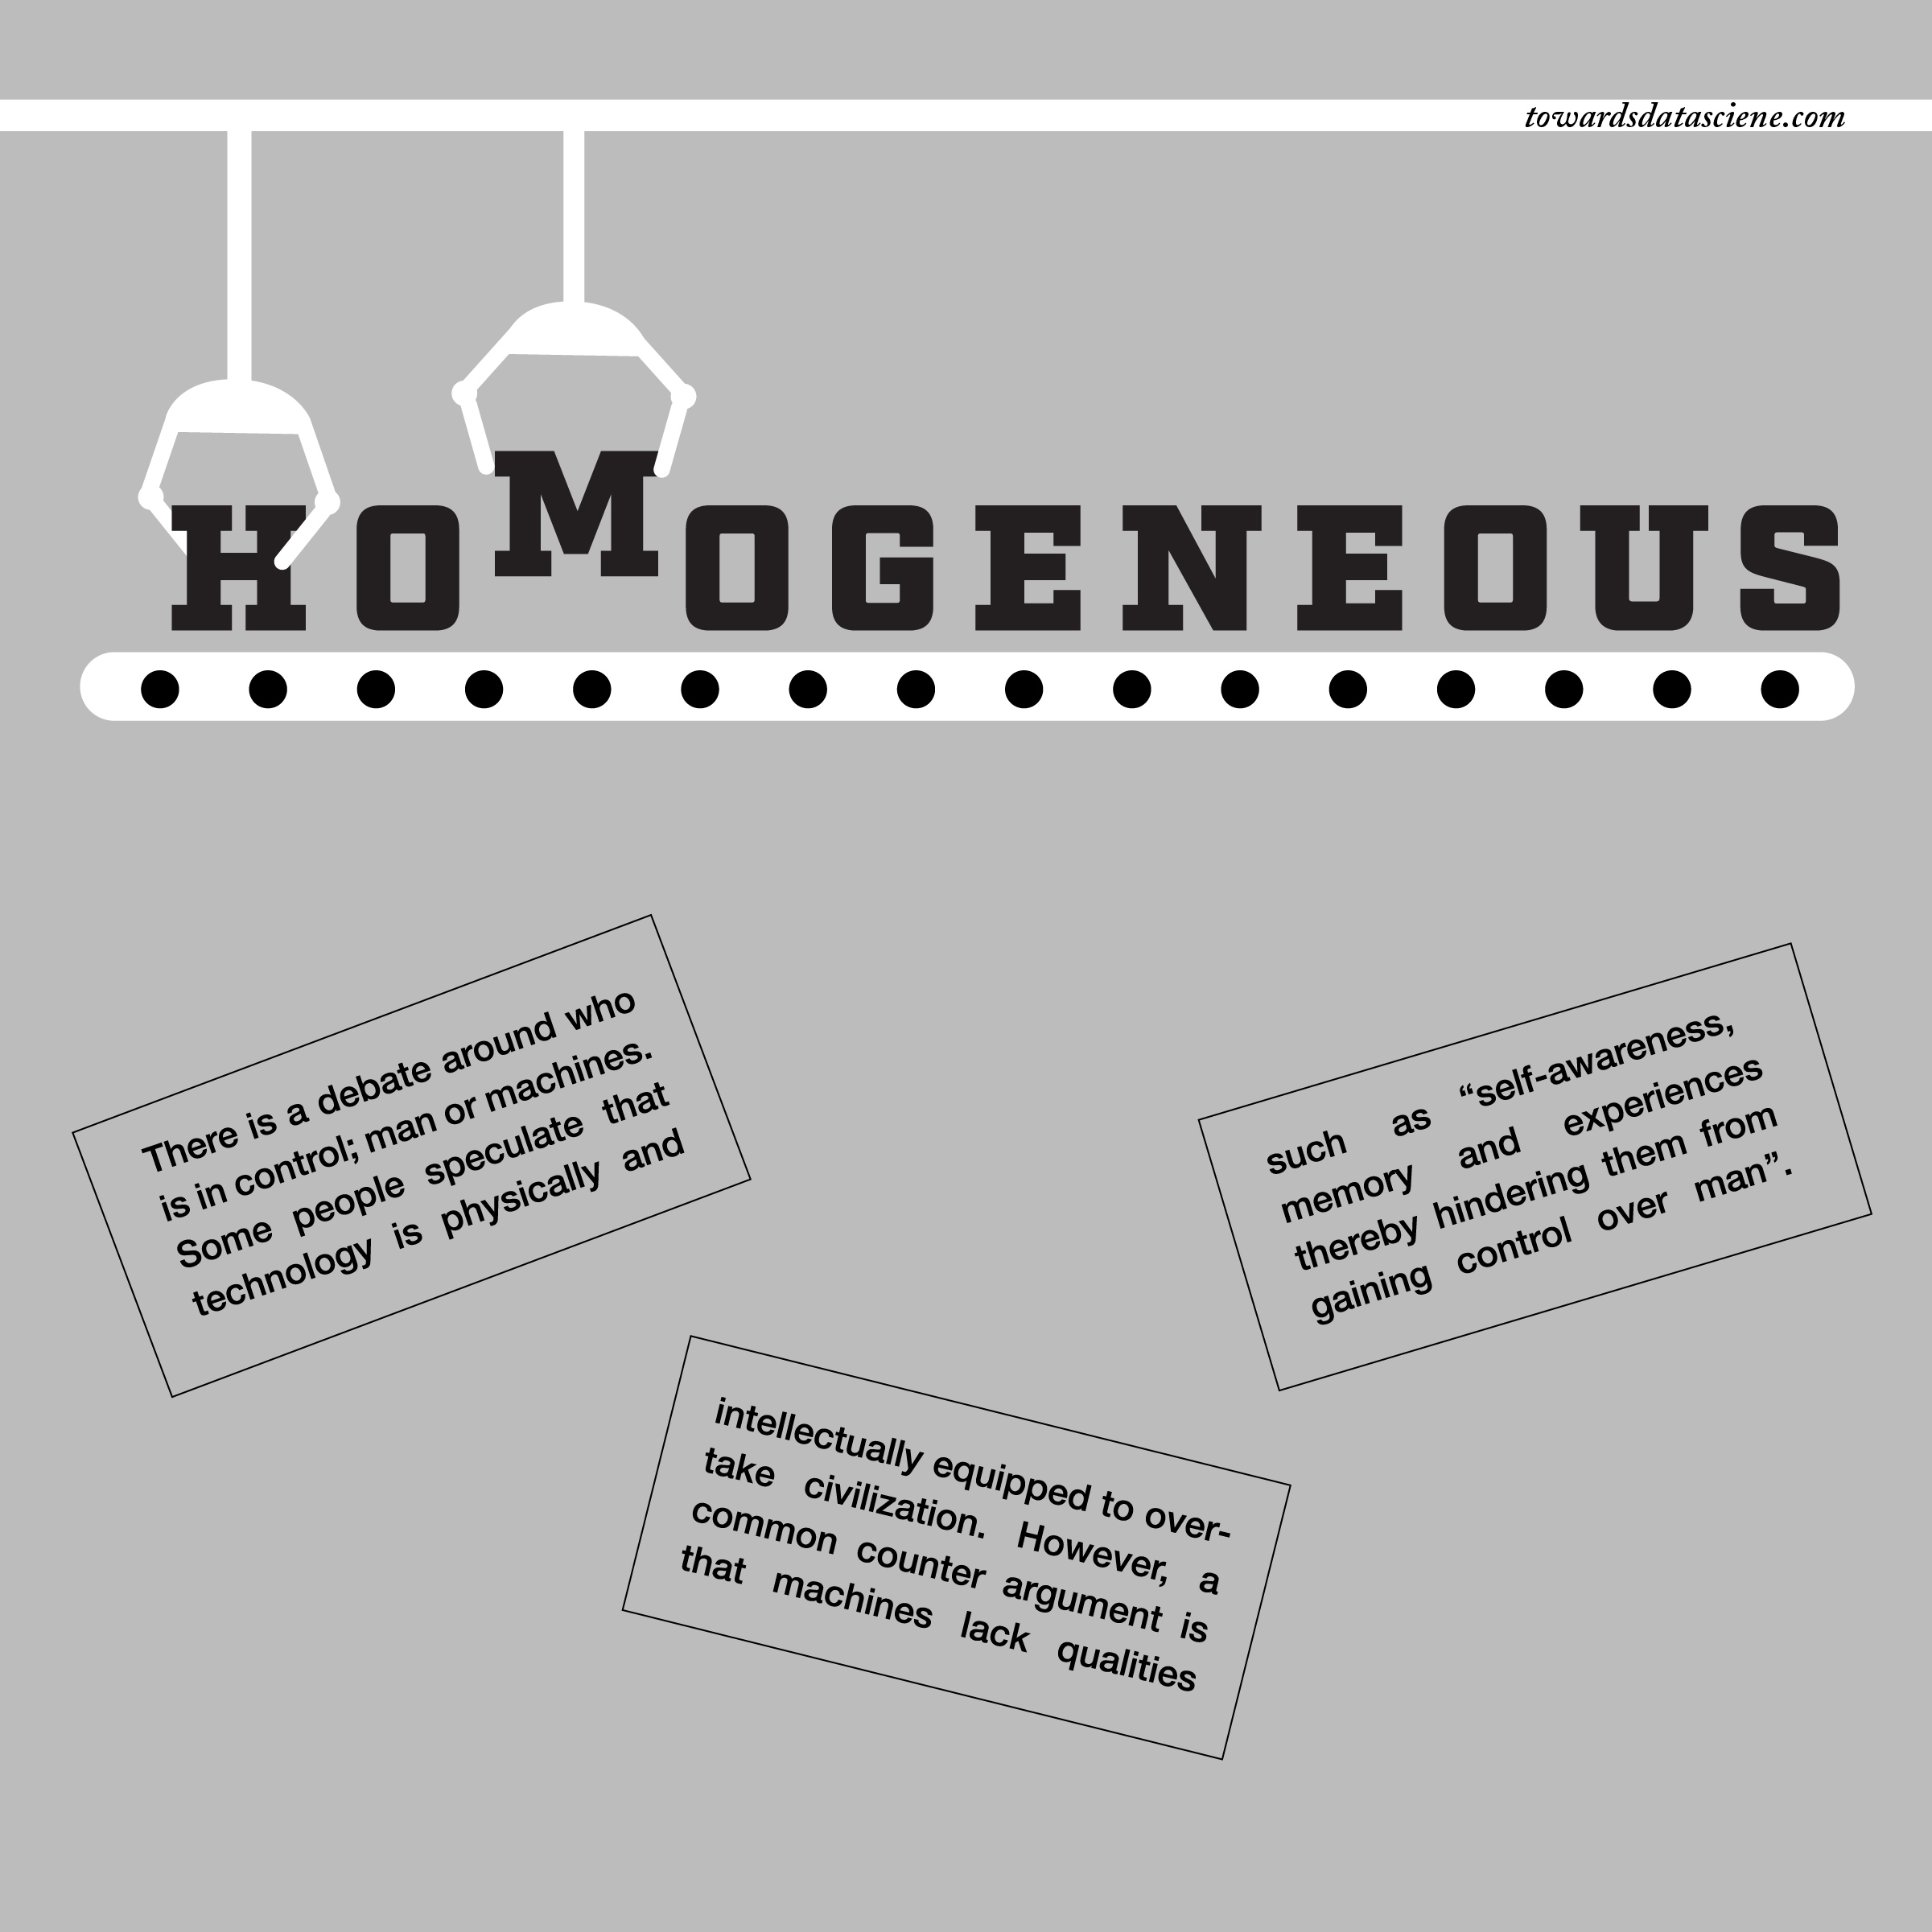 towardsdatasciene.com
HOMOGENEOUS
There is a debate around who
is in control; man or machines.
Some people speculate that
technology is physically and
intellectually equipped to over-
take civilization. However, a
common counter argument is
that machines lack qualities
such as “self-awareness,
memory and experiences
thereby hindering them from
gaining control over man”.